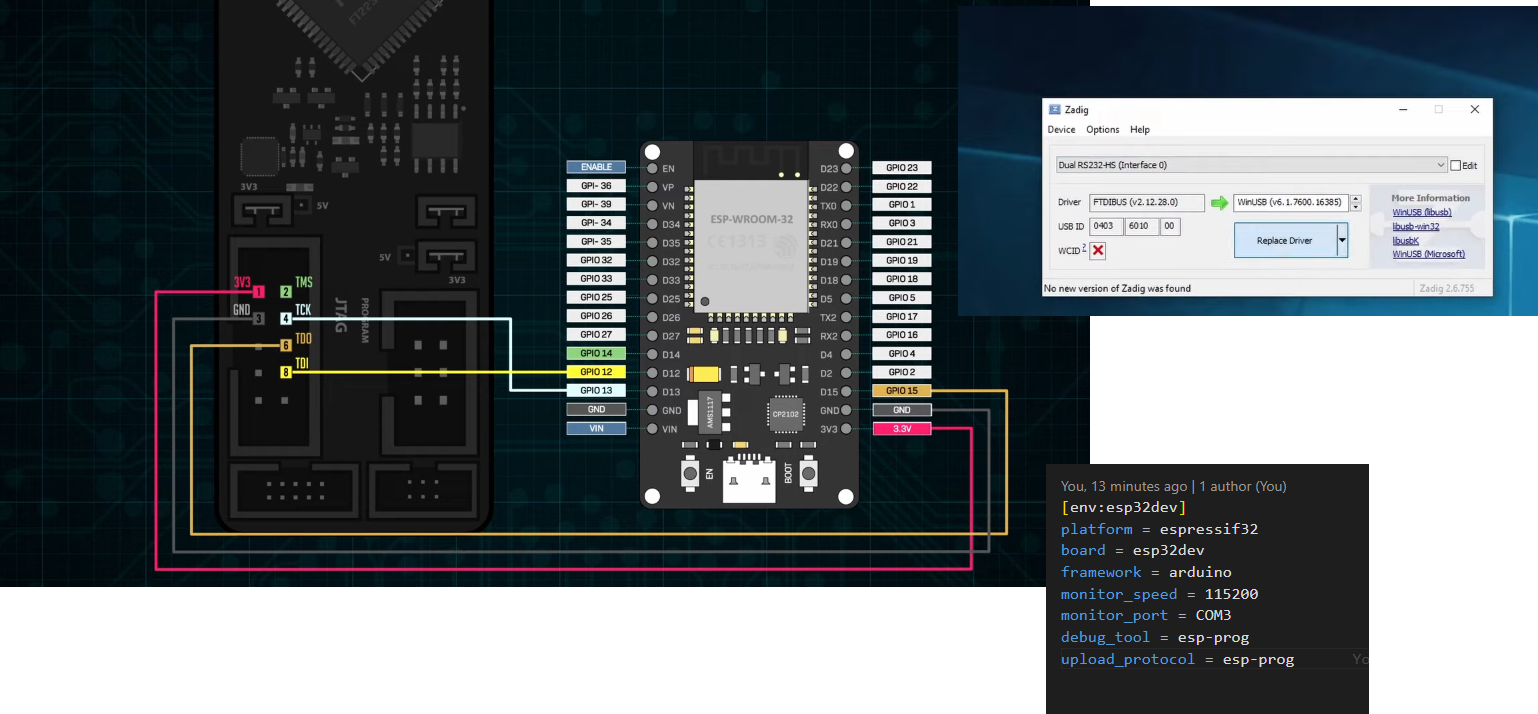 FT223
3V3
5V
5V
3V3
3V3 1 2 TMS
GND 3 4 TCK
6 TDO
8 TDI
JTAG
PROGRAM
ENABLE EN
GPI- 36 VP
GPI- 39 VN
GPI- 34 D34
GPI- 35 D35
GPIO 32 D32
GPIO 33 D33
GPIO 25 D25
GPIO 26 D26
GPIO 27 D27
GPIO 14 D14
GPIO 12 D12
GPIO 13 D13
GND GND
VIN VIN
ESP-WROOM-32
CE1313
AMS1117
CP2102
EN
BOOT
D23 GPIO 23
D22 GPIO 22
TX0 GPIO 1
RX0 GPIO 3
D21 GPIO 21
D19 GPIO 19
D18 GPIO 18
D5 GPIO 5
TX2 GPIO 17
RX2 GPIO 16
D4 GPIO 4
D2 GPIO 2
D15 GPIO 15
GND GND
3V3 3.3V
Zadig
Device Options Help
Dual RS232-HS (Interface 0) Edit
Driver FTDIBUS (v2.12.28.0) WinUSB (v6.1.7600.16385)
USB ID 0403 6010 00
WCID ?
Replace Driver
More Information
WinUSB (libusb)
libusb-win32
libusbK
WinUSB (Microsoft)
No new version of Zadig was found Zadig 2.6.755
You, 13 minutes ago | 1 author (You)
[env:esp32dev]
platform = espressif32
board = esp32dev
framework = arduino
monitor_speed = 115200
monitor_port = COM3
debug_tool = esp-prog
upload_protocol = esp-prog Yo